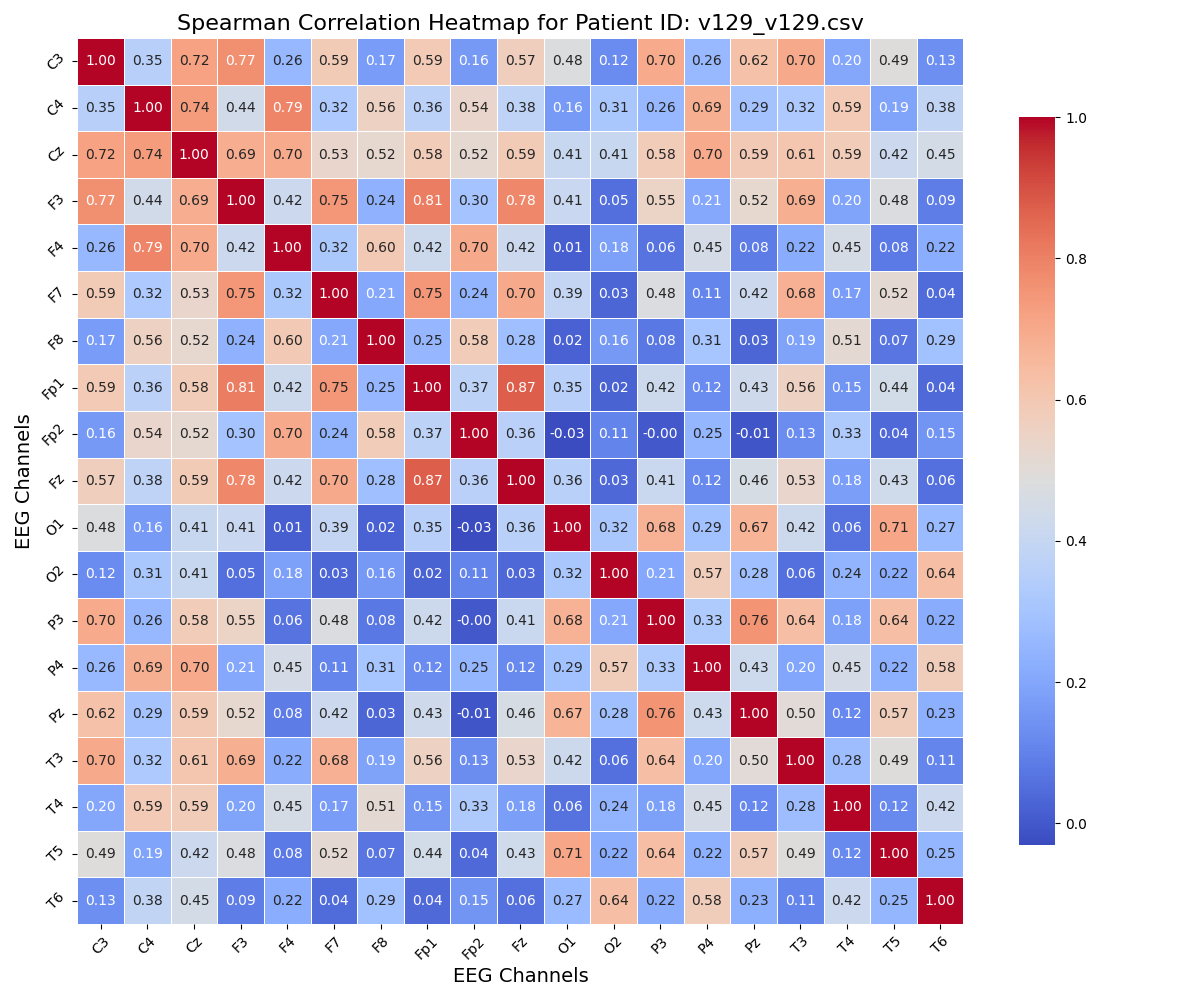 Spearman Correlation Heatmap for Patient ID: v129_v129.csv
C3 1.00 0.35 0.72 0.77 0.26 0.59 0.17 0.59 0.16 0.57 0.48 0.12 0.70 0.26 0.62 0.70 0.20 0.49 0.13
C4 0.35 1.00 0.74 0.44 0.79 0.32 0.56 0.36 0.54 0.38 0.16 0.31 0.26 0.69 0.29 0.32 0.59 0.19 0.38
Cz 0.72 0.74 1.00 0.69 0.70 0.53 0.52 0.58 0.52 0.59 0.41 0.41 0.58 0.70 0.59 0.61 0.59 0.42 0.45
F3 0.77 0.44 0.69 1.00 0.42 0.75 0.24 0.81 0.30 0.78 0.41 0.05 0.55 0.21 0.52 0.69 0.20 0.48 0.09
F4 0.26 0.79 0.70 0.42 1.00 0.32 0.60 0.42 0.70 0.42 0.01 0.18 0.06 0.45 0.08 0.22 0.45 0.08 0.22
F7 0.59 0.32 0.53 0.75 0.32 1.00 0.21 0.75 0.24 0.70 0.39 0.03 0.48 0.11 0.42 0.68 0.17 0.52 0.04
F8 0.17 0.56 0.52 0.24 0.60 0.21 1.00 0.25 0.58 0.28 0.02 0.16 0.08 0.31 0.03 0.19 0.51 0.07 0.29
Fp1 0.59 0.36 0.58 0.81 0.42 0.75 0.25 1.00 0.37 0.87 0.35 0.02 0.42 0.12 0.43 0.56 0.15 0.44 0.04
Fp2 0.16 0.54 0.52 0.30 0.70 0.24 0.58 0.37 1.00 0.36 -0.03 0.11 -0.00 0.25 -0.01 0.13 0.33 0.04 0.15
Fz 0.57 0.38 0.59 0.78 0.42 0.70 0.28 0.87 0.36 1.00 0.36 0.03 0.41 0.12 0.46 0.53 0.18 0.43 0.06
O1 0.48 0.16 0.41 0.41 0.01 0.39 0.02 0.35 -0.03 0.36 1.00 0.32 0.68 0.29 0.67 0.42 0.06 0.71 0.27
O2 0.12 0.31 0.41 0.05 0.18 0.03 0.16 0.02 0.11 0.03 0.32 1.00 0.21 0.57 0.28 0.06 0.24 0.22 0.64
P3 0.70 0.26 0.58 0.55 0.06 0.48 0.08 0.42 -0.00 0.41 0.68 0.21 1.00 0.33 0.76 0.64 0.18 0.64 0.22
P4 0.26 0.69 0.70 0.21 0.45 0.11 0.31 0.12 0.25 0.12 0.29 0.57 0.33 1.00 0.43 0.20 0.45 0.22 0.58
Pz 0.62 0.29 0.59 0.52 0.08 0.42 0.03 0.43 -0.01 0.46 0.67 0.28 0.76 0.43 1.00 0.50 0.12 0.57 0.23
T3 0.70 0.32 0.61 0.69 0.22 0.68 0.19 0.56 0.13 0.53 0.42 0.06 0.64 0.20 0.50 1.00 0.28 0.49 0.11
T4 0.20 0.59 0.59 0.20 0.45 0.17 0.51 0.15 0.33 0.18 0.06 0.24 0.18 0.45 0.12 0.28 1.00 0.12 0.42
T5 0.49 0.19 0.42 0.48 0.08 0.52 0.07 0.44 0.04 0.43 0.71 0.22 0.64 0.22 0.57 0.49 0.12 1.00 0.25
T6 0.13 0.38 0.45 0.09 0.22 0.04 0.29 0.04 0.15 0.06 0.27 0.64 0.22 0.58 0.23 0.11 0.42 0.25 1.00
C3 C4 Cz F3 F4 F7 F8 Fp1 Fp2 Fz O1 O2 P3 P4 Pz T3 T4 T5 T6
EEG Channels
EEG Channels
1.0
0.8
0.6
0.4
0.2
0.0